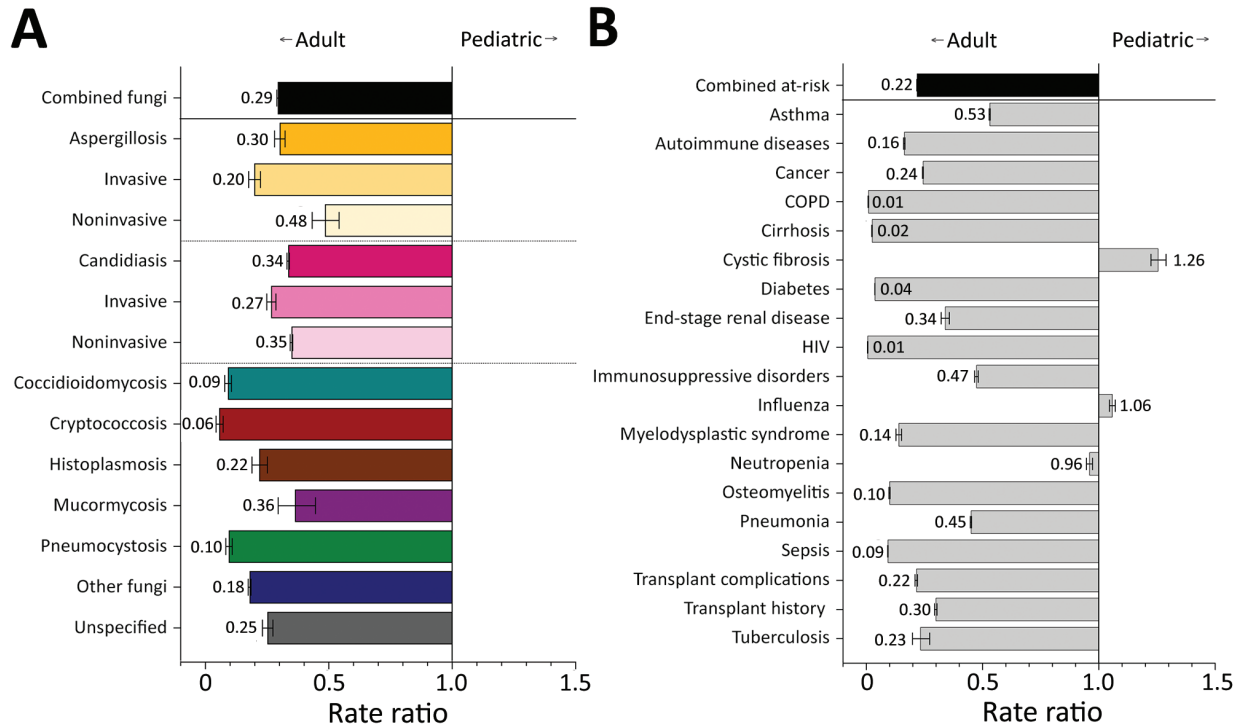 A
←Adult Pediatric→
Combined fungi 0.29
Aspergillosis 0.30
Invasive 0.20
Noninvasive 0.48
Candidiasis 0.34
Invasive 0.27
Noninvasive 0.35
Coccidioidomycosis 0.09
Cryptococcosis 0.06
Histoplasmosis 0.22
Mucormycosis 0.36
Pneumocystosis 0.10
Other fungi 0.18
Unspecified 0.25
0 0.5 1.0 1.5
Rate ratio
B
←Adult Pediatric→
Combined at-risk 0.22
Asthma 0.53
Autoimmune diseases 0.16
Cancer 0.24
COPD 0.01
Cirrhosis 0.02
Cystic fibrosis 1.26
Diabetes 0.04
End-stage renal disease 0.34
HIV 0.01
Immunosuppressive disorders 0.47
Influenza 1.06
Myelodysplastic syndrome 0.14
Neutropenia 0.96
Osteomyelitis 0.10
Pneumonia 0.45
Sepsis 0.09
Transplant complications 0.22
Transplant history 0.30
Tuberculosis 0.23
0 0.5 1.0 1.5
Rate ratio